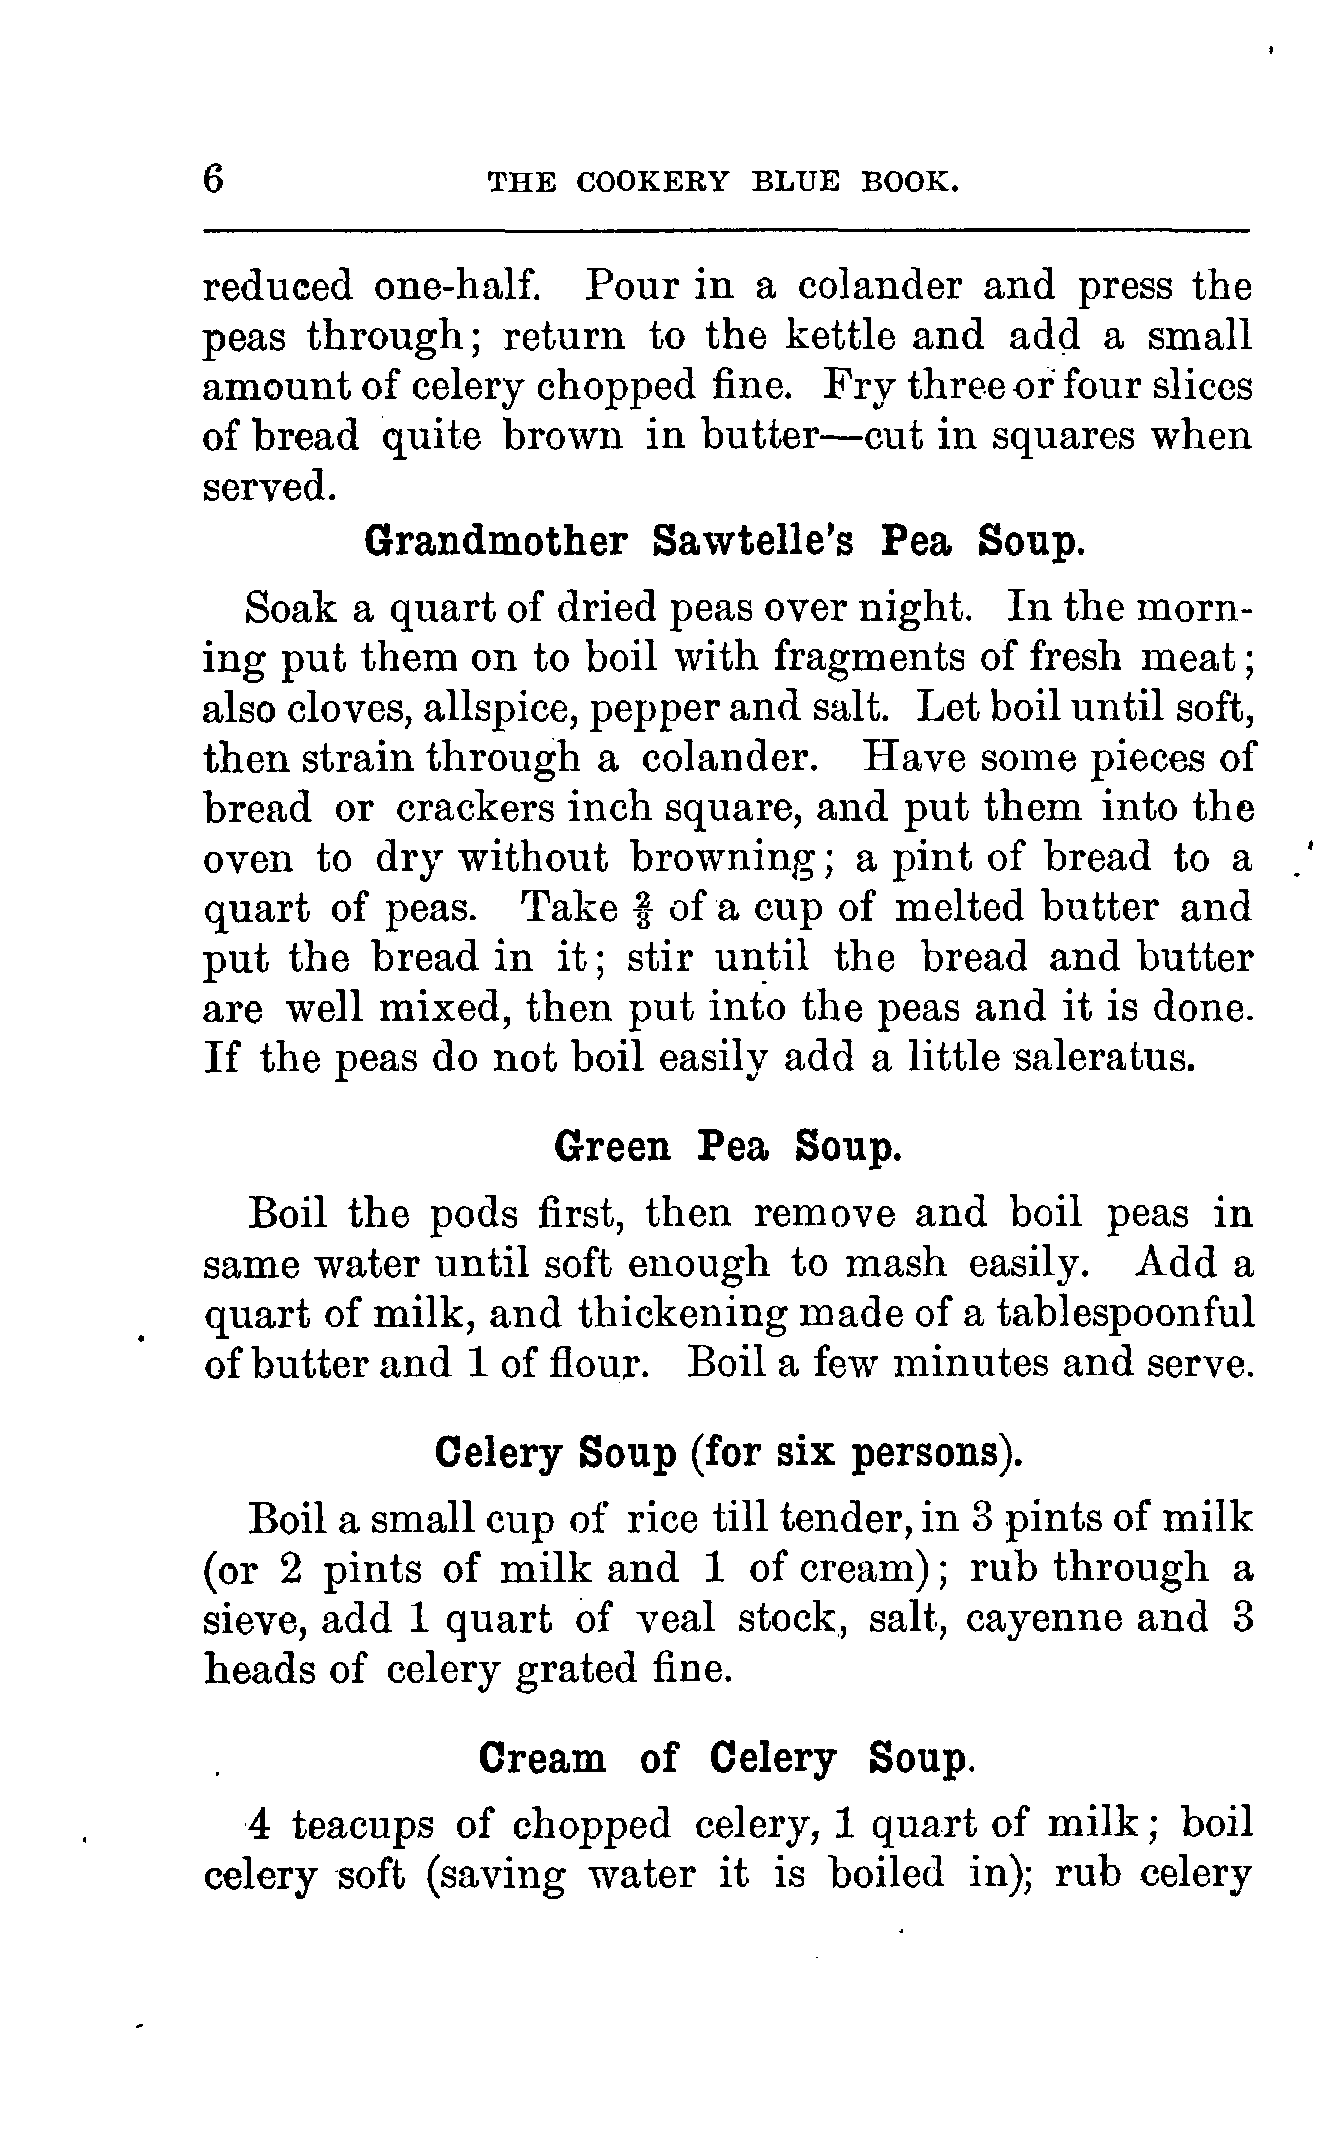 6 THE COOKERY BLUE BOOK.
reduced one-half. Pour in a colander and press the
peas through; return to the kettle and add a small
amount of celery chopped fine. Fry three or four slices
of bread quite brown in butter—cut in squares when
served.
Grandmother Sawtelle's Pea Soup.
Soak a quart of dried peas over night. In the morn-
ing put them on to boil with fragments of fresh meat;
also cloves, allspice, pepper and salt. Let boil until soft,
then strain through a colander. Have some pieces of
bread or crackers inch square, and put them into the
oven to dry without browning; a pint of bread to a
quart of peas. Take of a cup of melted butter and
put the bread in it; stir until the bread and butter
are well mixed, then put into the peas and it is done.
If the peas do not boil easily add a little saleratus.
Green Pea Soup.
Boil the pods first, then remove and boil peas in
same water until soft enough to mash easily. Add a
quart of milk, and thickening made of a tablespoonful
of butter and 1 of flour. Boil a few minutes and serve.
Celery Soup (for six persons).
Boil a small cup of rice till tender, in 3 pints of milk
(or 2 pints of milk and 1 of cream); rub through a
sieve, add 1 quart of veal stock, salt, cayenne and 3
heads of celery grated fine.
Cream of Celery Soup.
4 teacups of chopped celery, 1 quart of milk; boil
celery soft (saving water it is boiled in); rub celery